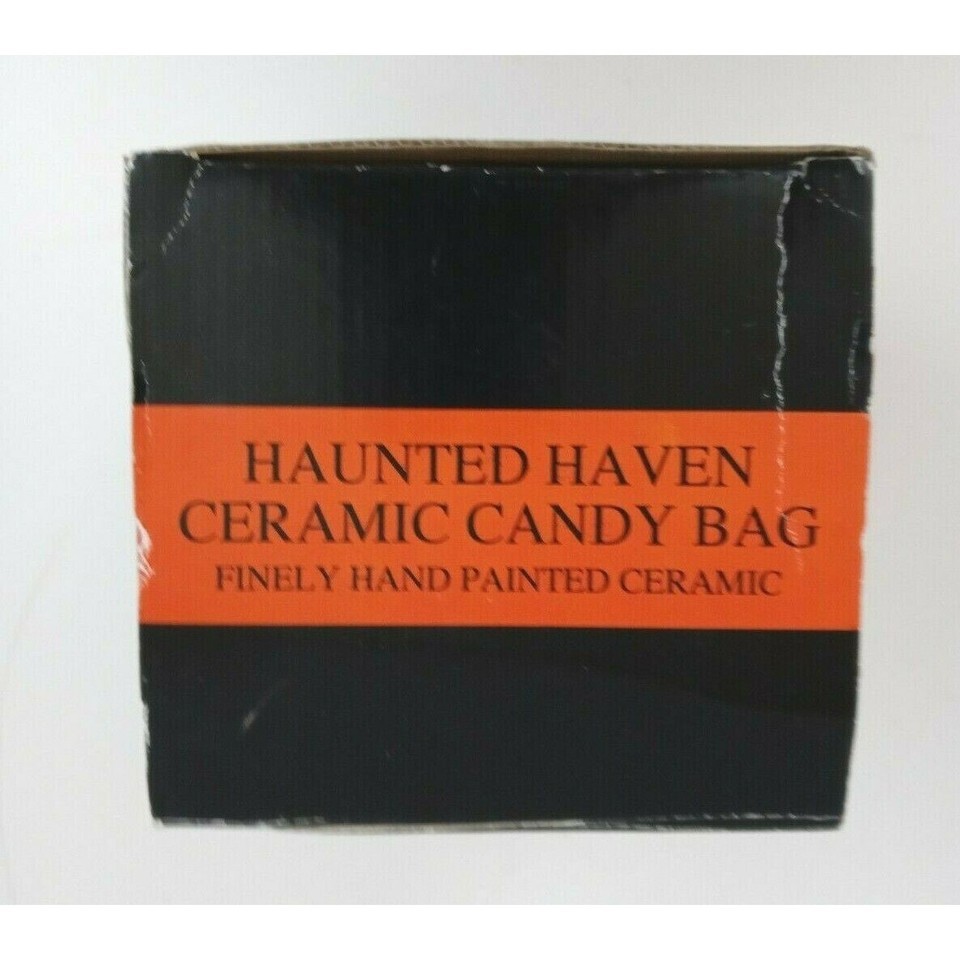 HAUNTED HAVEN
CERAMIC CANDY BAG
FINELY HAND PAINTED CERAMIC